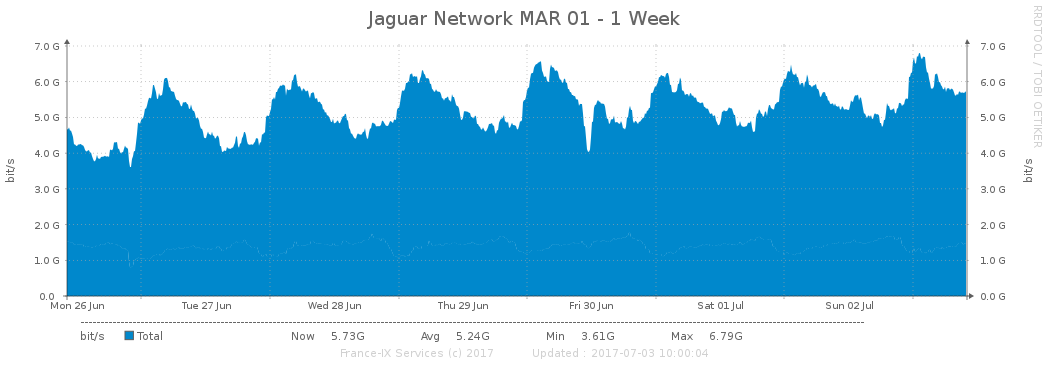 Jaguar Network MAR 01 - 1 Week
RRDTOOL / TOBI OETIKER
7.0 G 7.0 G
6.0 G 6.0 G
5.0 G 5.0 G
4.0 G 4.0 G
3.0 G 3.0 G
2.0 G 2.0 G
1.0 G 1.0 G
0.0 0.0 G
bit/s bit/s
Mon 26 Jun Tue 27 Jun Wed 28 Jun Thu 29 Jun Fri 30 Jun Sat 01 Jul Sun 02 Jul
bit/s Total Now 5.73G Avg 5.24G Min 3.61G Max 6.79G
France-IX Services (c) 2017 Updated : 2017-07-03 10:00:04